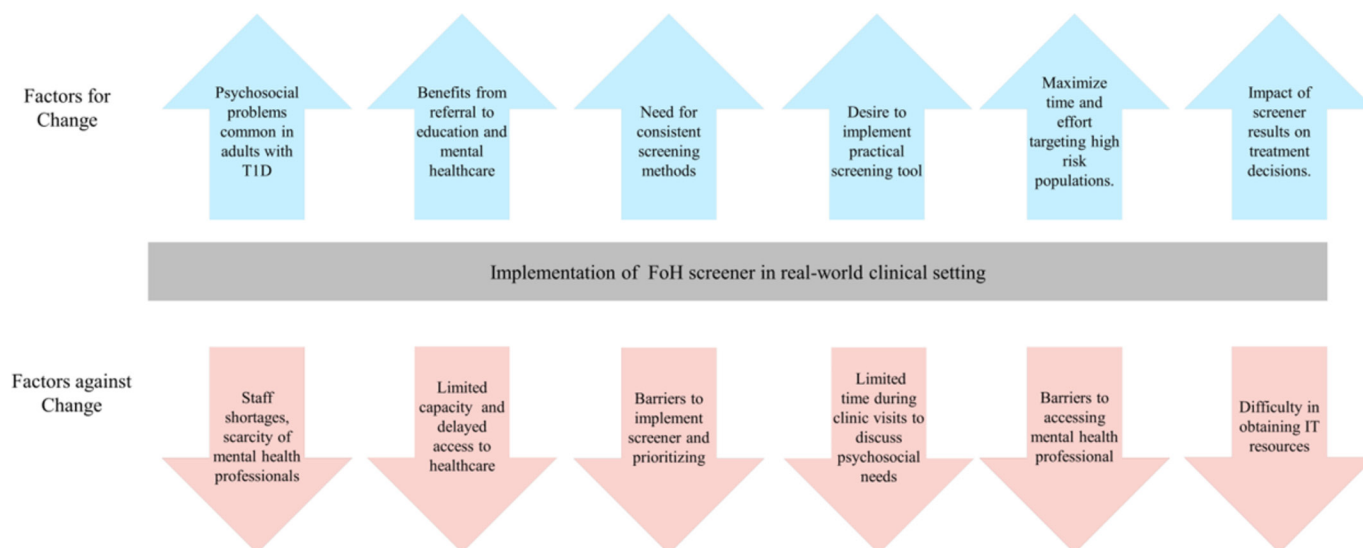 Factors for
Change
Psychosocial
problems
common in
adults with
T1D
Benefits from
referral to
education and
mental
healthcare
Need for
consistent
screening
methods
Desire to
implement
practical
screening tool
Maximize
time and
effort
targeting high
risk
populations.
Impact of
screener
results on
treatment
decisions.
Implementation of FoH screener in real-world clinical setting
Factors against
Change
Staff
shortages,
scarcity of
mental health
professionals
Limited
capacity and
delayed
access to
healthcare
Barriers to
implement
screener and
prioritizing
Limited
time during
clinic visits to
discuss
psychosocial
needs
Barriers to
accessing
mental health
professional
Difficulty in
obtaining IT
resources